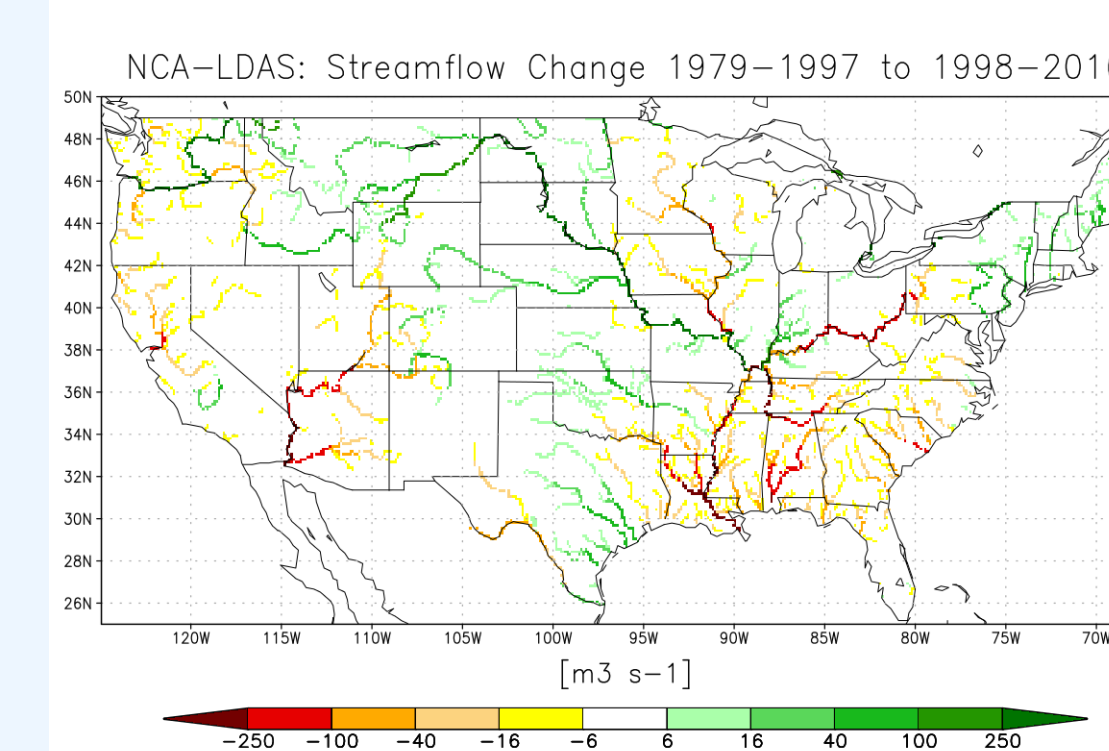 NCA-LDAS: Streamflow Change 1979-1997 to 1998-201
50N
48N
46N
44N
42N
40N
38N
36N
34N
32N
30N
28N
26N
120W 115W 110W 105W 100W 95W 90W 85W 80W 75W 70W
[m3 s-1]
-250 -100 -40 -16 -6 6 16 40 100 250